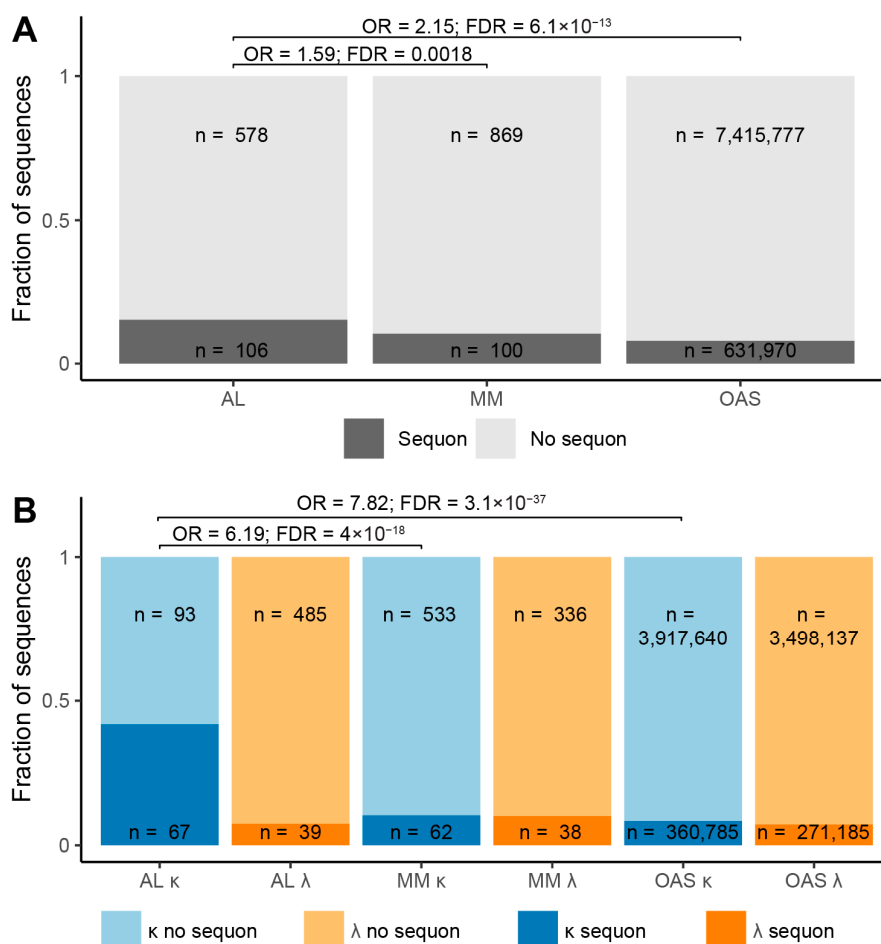 A
OR = 2.15; FDR = 6.1×10⁻¹³
OR = 1.59; FDR = 0.0018
Fraction of sequences
1
0.5
0
n = 578
n = 869
n = 7,415,777
n = 106
n = 100
n = 631,970
AL
MM
OAS
Sequon
No sequon
B
OR = 7.82; FDR = 3.1×10⁻³⁷
OR = 6.19; FDR = 4×10⁻¹⁸
Fraction of sequences
1
0.5
0
n = 93
n = 485
n = 533
n = 336
n =
3,917,640
n =
3,498,137
n = 67
n = 39
n = 62
n = 38
n = 360,785
n = 271,185
AL κ
AL λ
MM κ
MM λ
OAS κ
OAS λ
κ no sequon
λ no sequon
κ sequon
λ sequon